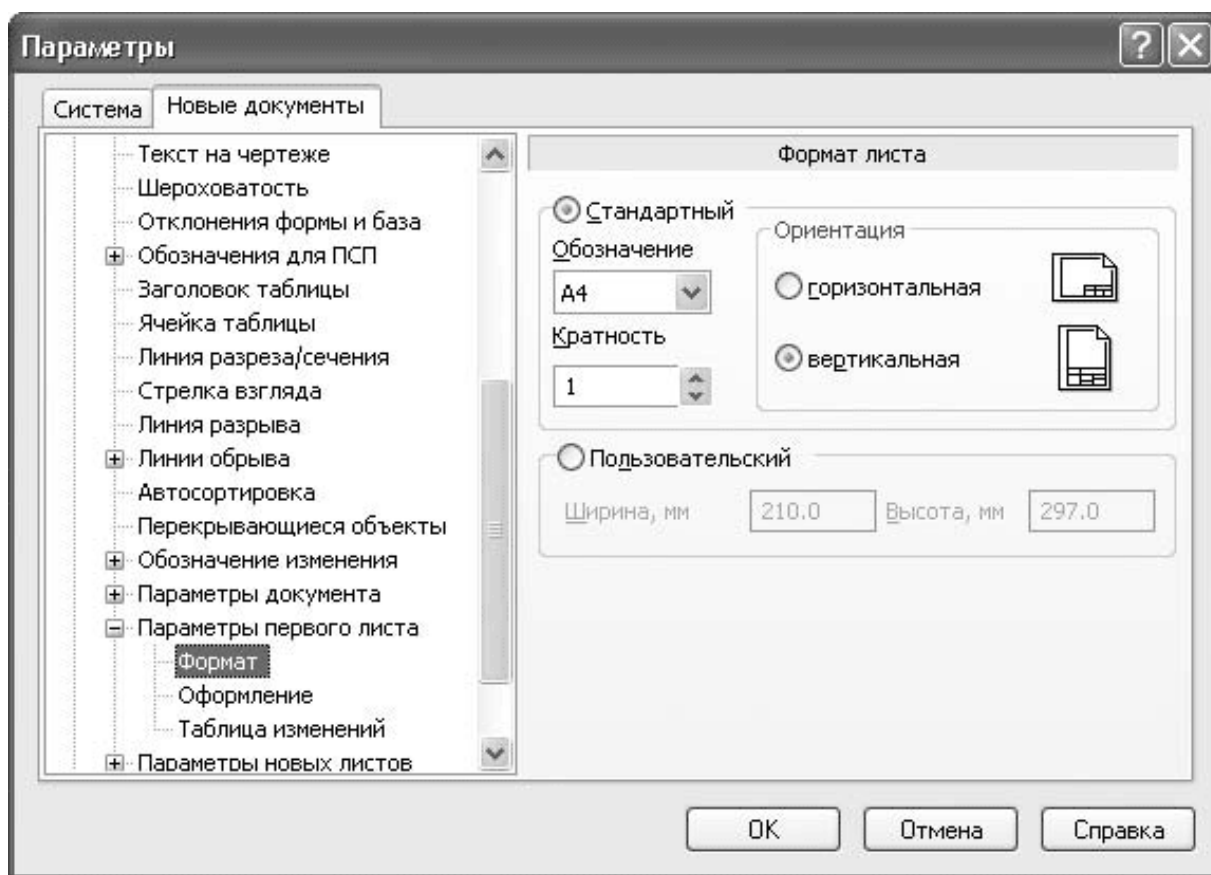 Параметры
Система Новые документы
Текст на чертеже
Шероховатость
Отклонения формы и база
Обозначения для ПСП
Заголовок таблицы
Ячейка таблицы
Линия разреза/сечения
Стрелка взгляда
Линия разрыва
Линии обрыва
Автосортировка
Перекрывающиеся объекты
Обозначение изменения
Параметры документа
Параметры первого листа
Формат
Оформление
Таблица изменений
Параметры новых листов
Формат листа
Стандартный
Обозначение
A4
Кратность
1
Ориентация
горизонтальная
вертикальная
Пользовательский
Ширина, мм 210.0 Высота, мм 297.0
OK Отмена Справка